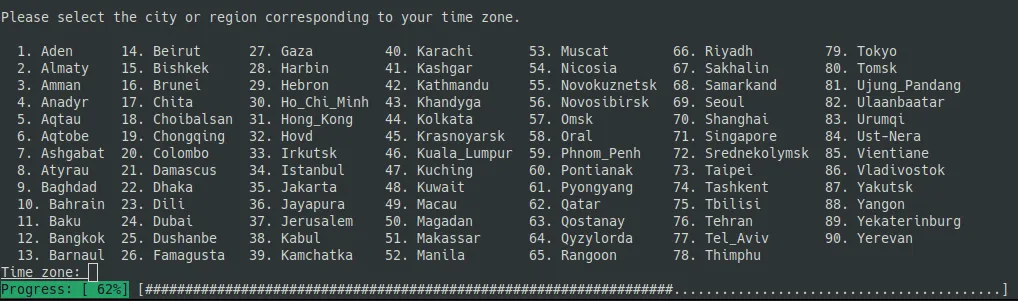 Please select the city or region corresponding to your time zone.
1. Aden 14. Beirut 27. Gaza 40. Karachi 53. Muscat 66. Riyadh 79. Tokyo
2. Almaty 15. Bishkek 28. Harbin 41. Kashgar 54. Nicosia 67. Sakhalin 80. Tomsk
3. Amman 16. Brunei 29. Hebron 42. Kathmandu 55. Novokuznetsk 68. Samarkand 81. Ujung_Pandang
4. Anadyr 17. Chita 30. Ho_Chi_Minh 43. Khandyga 56. Novosibirsk 69. Seoul 82. Ulaanbaatar
5. Aqtau 18. Choibalsan 31. Hong_Kong 44. Kolkata 57. Omsk 70. Shanghai 83. Urumqi
6. Aqtobe 19. Chongqing 32. Hovd 45. Krasnoyarsk 58. Oral 71. Singapore 84. Ust-Nera
7. Ashgabat 20. Colombo 33. Irkutsk 46. Kuala_Lumpur 59. Phnom_Penh 72. Srednekolymsk 85. Vientiane
8. Atyrau 21. Damascus 34. Istanbul 47. Kuching 60. Pontianak 73. Taipei 86. Vladivostok
9. Baghdad 22. Dhaka 35. Jakarta 48. Kuwait 61. Pyongyang 74. Tashkent 87. Yakutsk
10. Bahrain 23. Dili 36. Jayapura 49. Macau 62. Qatar 75. Tbilisi 88. Yangon
11. Baku 24. Dubai 37. Jerusalem 50. Magadan 63. Qostanay 76. Tehran 89. Yekaterinburg
12. Bangkok 25. Dushanbe 38. Kabul 51. Makassar 64. Qyzylorda 77. Tel_Aviv 90. Yerevan
13. Barnaul 26. Famagusta 39. Kamchatka 52. Manila 65. Rangoon 78. Thimphu
Time zone:
Progress: [ 62%] [##################################################################.........................................]